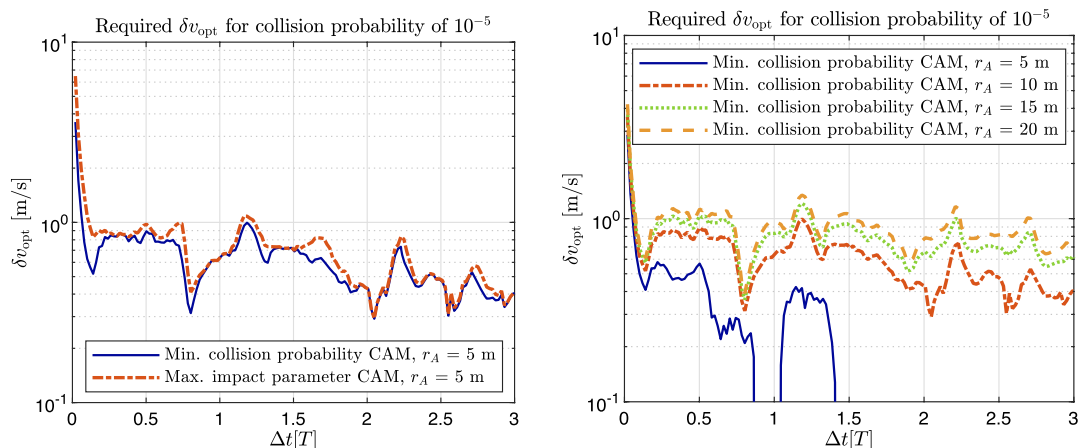 Required δv_opt for collision probability of 10^-5
10^1
10^0
10^-1
δv_opt [m/s]
Min. collision probability CAM, r_A = 5 m
Max. impact parameter CAM, r_A = 5 m
0 0.5 1 1.5 2 2.5 3
Δt[T]
Required δv_opt for collision probability of 10^-5
10^1
10^0
10^-1
δv_opt [m/s]
Min. collision probability CAM, r_A = 5 m
Min. collision probability CAM, r_A = 10 m
Min. collision probability CAM, r_A = 15 m
Min. collision probability CAM, r_A = 20 m
0 0.5 1 1.5 2 2.5 3
Δt[T]